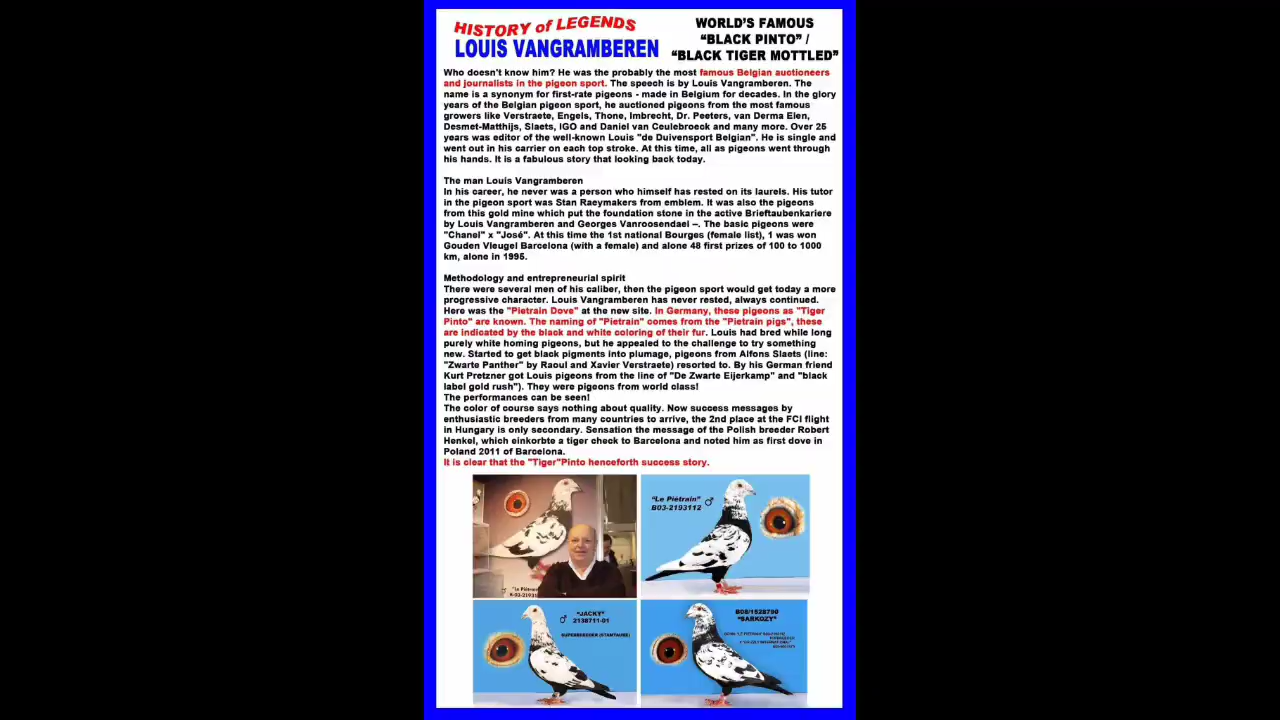 HISTORY of LEGENDS
LOUIS VANGRAMBEREN
WORLD'S FAMOUS
"BLACK PINTO" /
"BLACK TIGER MOTTLED"
Who doesn't know him? He was the probably the most famous Belgian auctioneers
and journalists in the pigeon sport. The speech is by Louis Vangramberen. The
name is a synonym for first-rate pigeons - made in Belgium for decades. In the glory
years of the Belgian pigeon sport, he auctioned pigeons from the most famous
growers like Verstraete, Engels, Thone, Imbrecht, Dr. Peeters, van Derma Elen,
Desmet-Matthijs, Slaets, IGO and Daniel van Ceulebroeck and many more. Over 25
years was editor of the well-known Louis "de Duivensport Belgian". He is single and
went out in his carrier on each top stroke. At this time, all as pigeons went through
his hands. It is a fabulous story that looking back today.
The man Louis Vangramberen
In his career, he never was a person who himself has rested on its laurels. His tutor
in the pigeon sport was Stan Raeymakers from emblem. It was also the pigeons
from this gold mine which put the foundation stone in the active Brieftaubenkariere
by Louis Vangramberen and Georges Vanroosendael –. The basic pigeons were
"Chanel" x "José". At this time the 1st national Bourges (female list), 1 was won
Gouden Vleugel Barcelona (with a female) and alone 48 first prizes of 100 to 1000
km, alone in 1995.
Methodology and entrepreneurial spirit
There were several men of his caliber, then the pigeon sport would get today a more
progressive character. Louis Vangramberen has never rested, always continued.
Here was the "Pietrain Dove" at the new site. In Germany, these pigeons as "Tiger
Pinto" are known. The naming of "Pietrain" comes from the "Pietrain pigs", these
are indicated by the black and white coloring of their fur. Louis had bred while long
purely white homing pigeons, but he appealed to the challenge to try something
new. Started to get black pigments into plumage, pigeons from Alfons Slaets (line:
"Zwarte Panther" by Raoul and Xavier Verstraete) resorted to. By his German friend
Kurt Pretzner got Louis pigeons from the line of "De Zwarte Eijerkamp" and "black
label gold rush"). They were pigeons from world class!
The performances can be seen!
The color of course says nothing about quality. Now success messages by
enthusiastic breeders from many countries to arrive, the 2nd place at the FCI flight
in Hungary is only secondary. Sensation the message of the Polish breeder Robert
Henkel, which einkorbte a tiger check to Barcelona and noted him as first dove in
Poland 2011 of Barcelona.
It is clear that the "Tiger"Pinto henceforth success story.
"Le Piétrain"
B03-2193112
"JACKY"
2138711-01
SUPERBREEDER (STAMTAUBE)
B08/1528790
"SARKOZY"